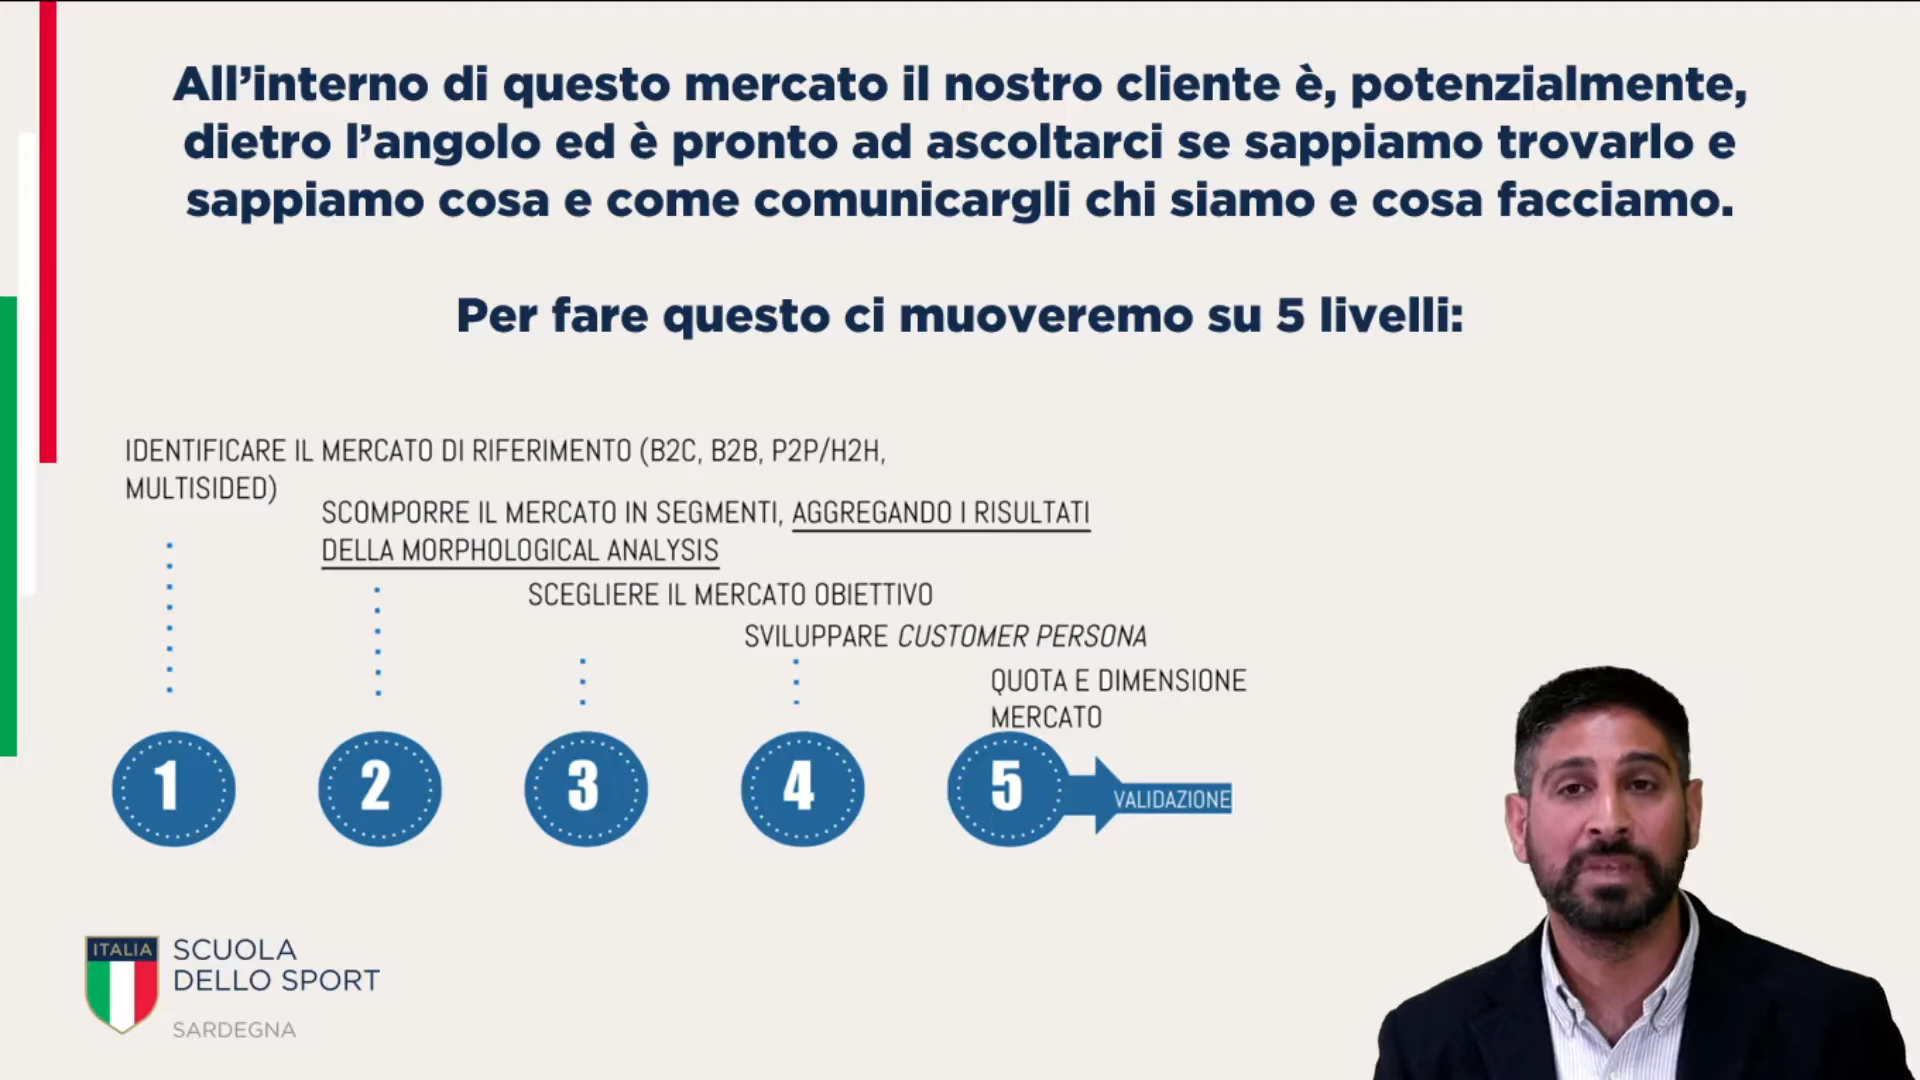 All’interno di questo mercato il nostro cliente è, potenzialmente,
dietro l’angolo ed è pronto ad ascoltarci se sappiamo trovarlo e
sappiamo cosa e come comunicargli chi siamo e cosa facciamo.
Per fare questo ci muoveremo su 5 livelli:
IDENTIFICARE IL MERCATO DI RIFERIMENTO (B2C, B2B, P2P/H2H,
MULTISIDED)
SCOMPORRE IL MERCATO IN SEGMENTI, AGGREGANDO I RISULTATI
DELLA MORPHOLOGICAL ANALYSIS
SCEGLIERE IL MERCATO OBIETTIVO
SVILUPPARE CUSTOMER PERSONA
QUOTA E DIMENSIONE
MERCATO
1 2 3 4 5 VALIDAZIONE
ITALIA
SCUOLA
DELLO SPORT
SARDEGNA